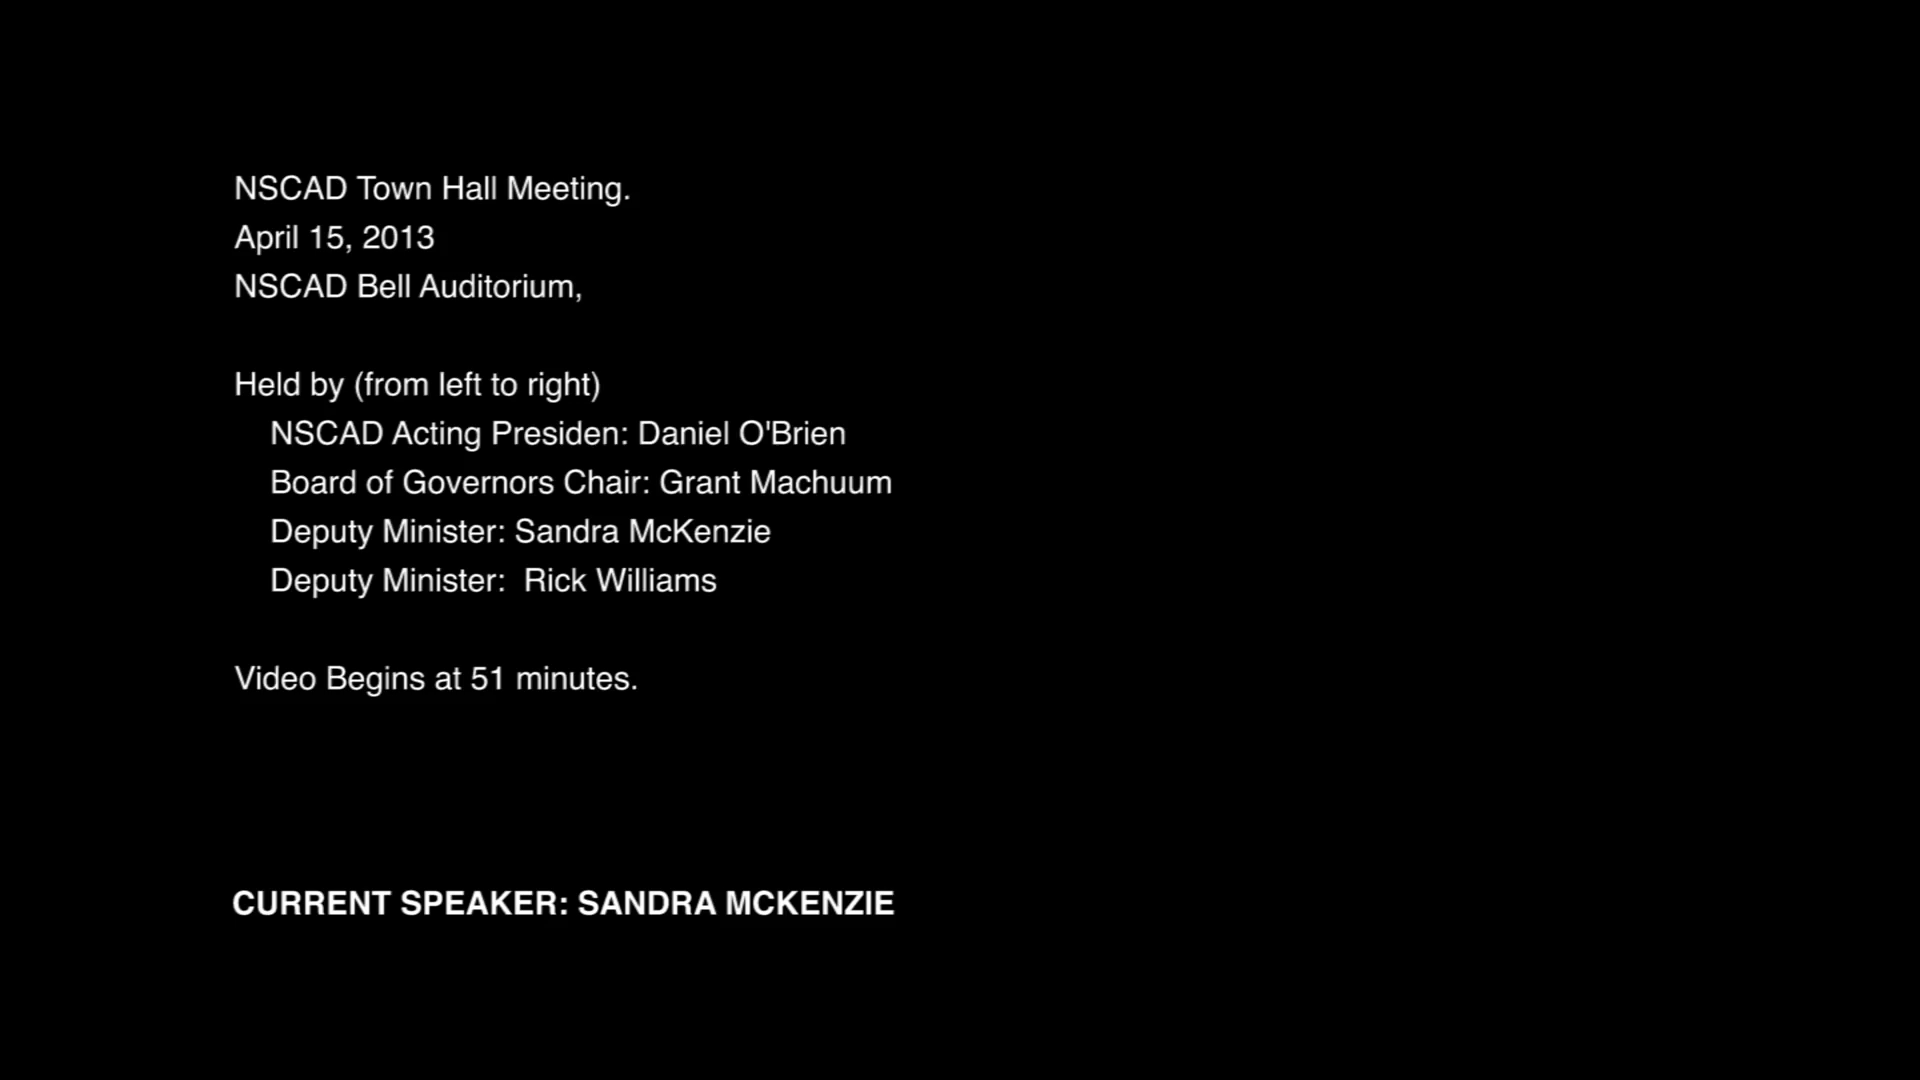 NSCAD Town Hall Meeting.
April 15, 2013
NSCAD Bell Auditorium,
Held by (from left to right)
NSCAD Acting Presiden: Daniel O'Brien
Board of Governors Chair: Grant Machuum
Deputy Minister: Sandra McKenzie
Deputy Minister:  Rick Williams
Video Begins at 51 minutes.
CURRENT SPEAKER: SANDRA MCKENZIE